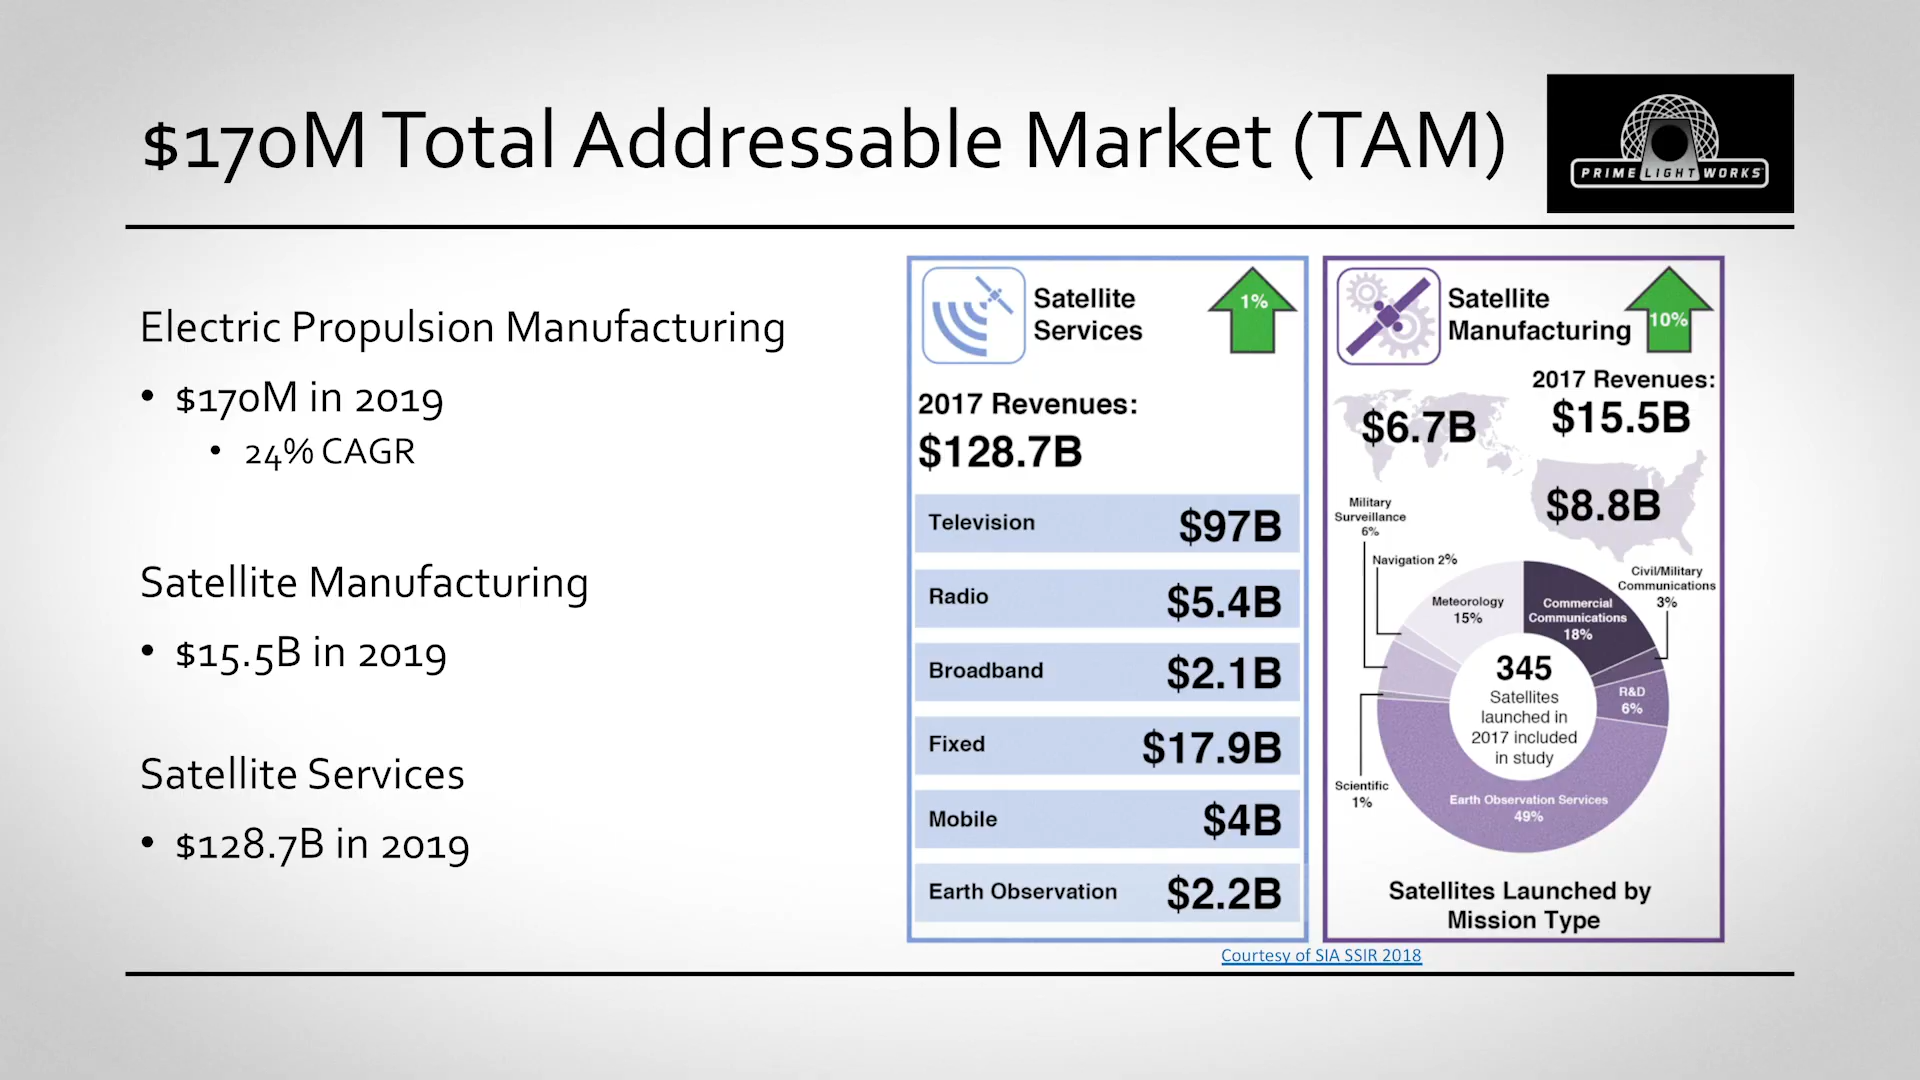 $170M Total Addressable Market (TAM)
PRIME LIGHT WORKS
Electric Propulsion Manufacturing
• $170M in 2019
• 24% CAGR
Satellite Manufacturing
• $15.5B in 2019
Satellite Services
• $128.7B in 2019
Satellite
Services
1%
2017 Revenues:
$128.7B
Television $97B
Radio $5.4B
Broadband $2.1B
Fixed $17.9B
Mobile $4B
Earth Observation $2.2B
Satellite
Manufacturing
10%
2017 Revenues:
$15.5B
$6.7B
$8.8B
Military
Surveillance
6%
Navigation 2%
Meteorology
15%
Commercial
Communications
18%
Civil/Military
Communications
3%
R&D
6%
345
Satellites
launched in
2017 included
in study
Scientific
1%
Earth Observation Services
49%
Satellites Launched by
Mission Type
Courtesy of SIA SSIR 2018